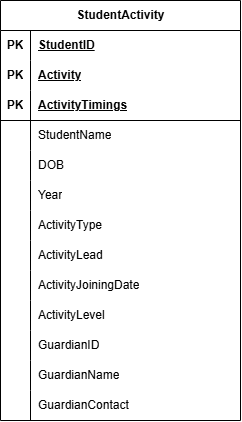 StudentActivity
PK StudentID
PK Activity
PK ActivityTimings
StudentName
DOB
Year
ActivityType
ActivityLead
ActivityJoiningDate
ActivityLevel
GuardianID
GuardianName
GuardianContact